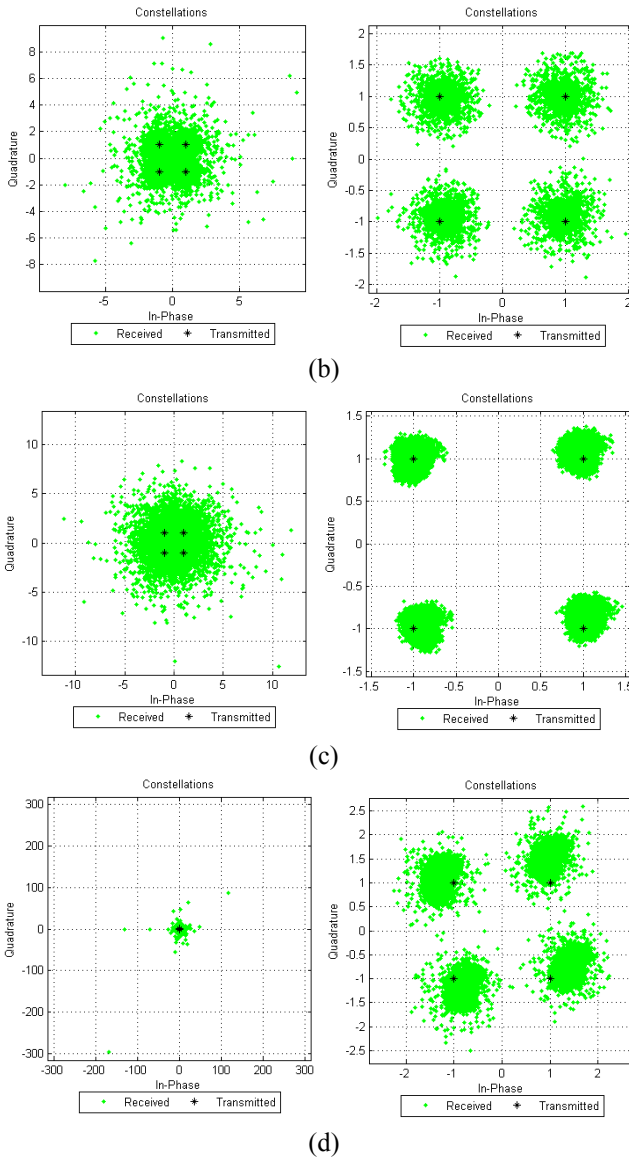 Constellations
Quadrature
8
6
4
2
0
-2
-4
-6
-8
-5
0
5
In-Phase
Received
Transmitted
Constellations
Quadrature
2
1.5
1
0.5
0
-0.5
-1
-1.5
-2
-2
-1
0
1
2
In-Phase
Received
Transmitted
(b)
Constellations
Quadrature
10
5
0
-5
-10
-10
-5
0
5
10
In-Phase
Received
Transmitted
Constellations
Quadrature
1.5
1
0.5
0
-0.5
-1
-1.5
-1.5
-1
-0.5
0
0.5
1
1.5
In-Phase
Received
Transmitted
(c)
Constellations
Quadrature
300
200
100
0
-100
-200
-300
-300
-200
-100
0
100
200
300
In-Phase
Received
Transmitted
Constellations
Quadrature
2.5
2
1.5
1
0.5
0
-0.5
-1
-1.5
-2
-2.5
-2
-1
0
1
2
In-Phase
Received
Transmitted
(d)